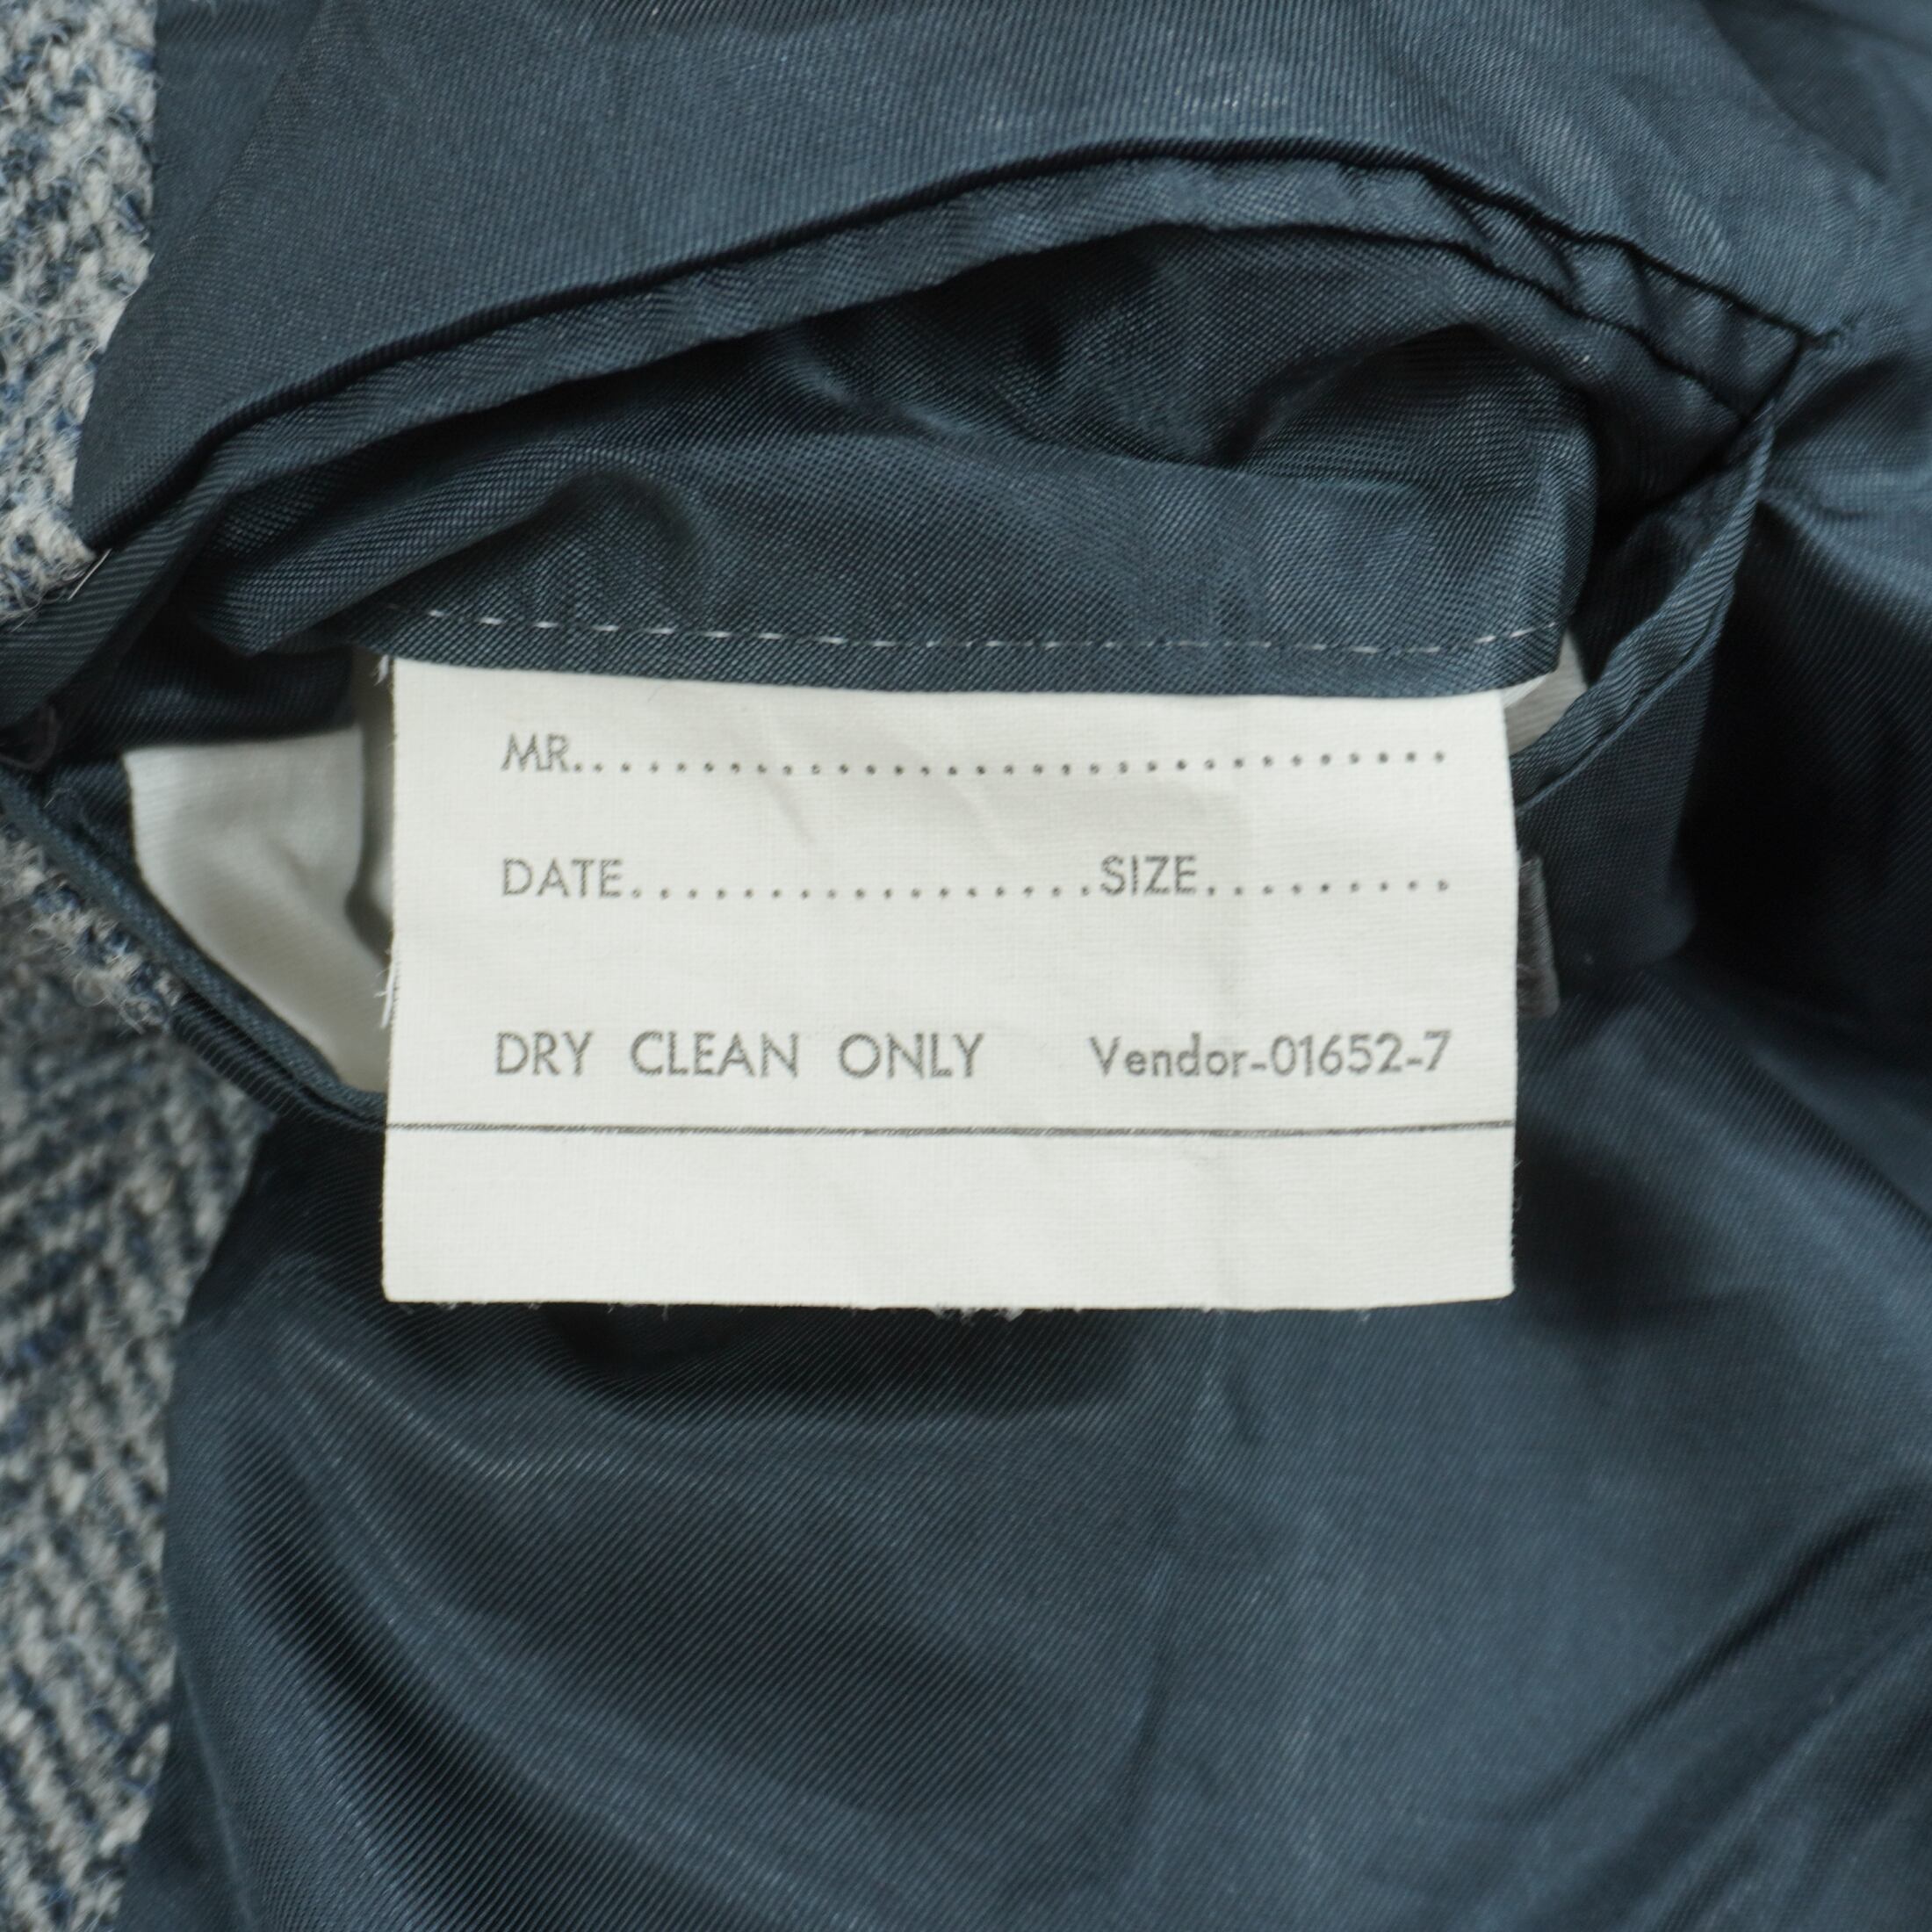 MR.................................
DATE..................SIZE..........
DRY CLEAN ONLY Vendor-01652-7